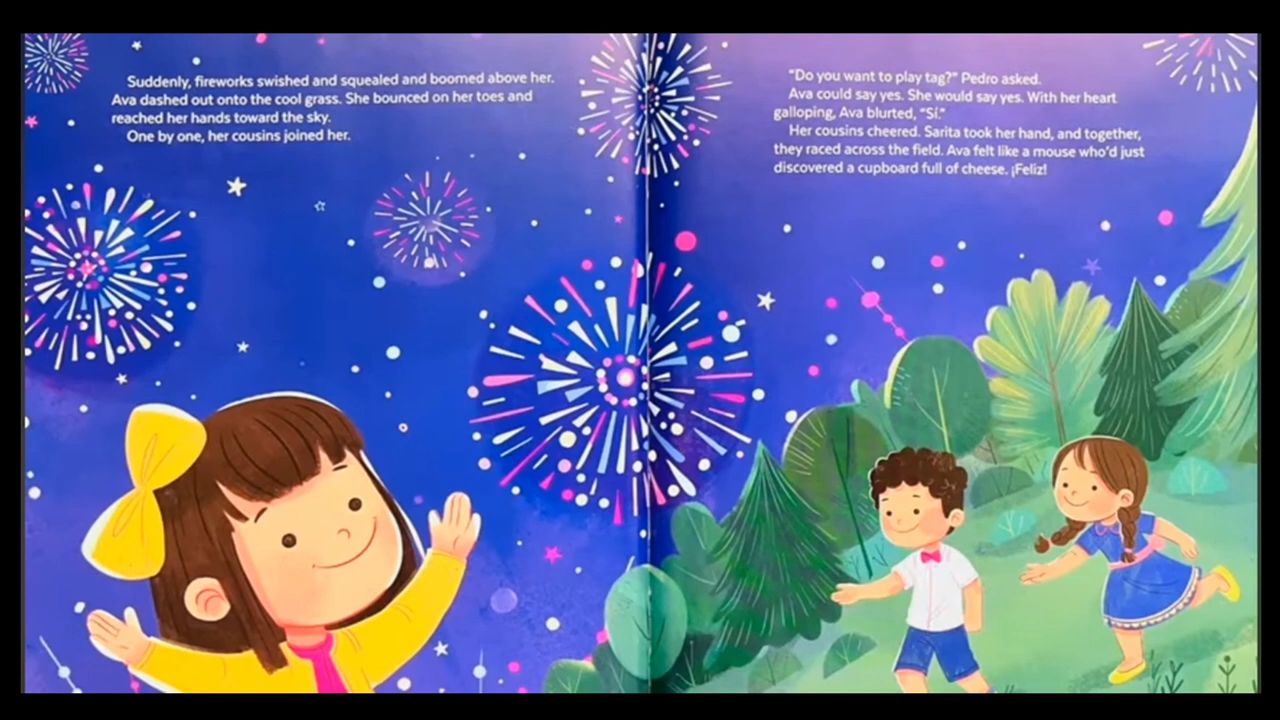 Suddenly, fireworks swished and squealed and boomed above her.
Ava dashed out onto the cool grass. She bounced on her toes and
reached her hands toward the sky.
One by one, her cousins joined her.
"Do you want to play tag?" Pedro asked.
Ava could say yes. She would say yes. With her heart
galloping, Ava blurted, "Sí."
Her cousins cheered. Sarita took her hand, and together,
they raced across the field. Ava felt like a mouse who'd just
discovered a cupboard full of cheese. ¡Feliz!